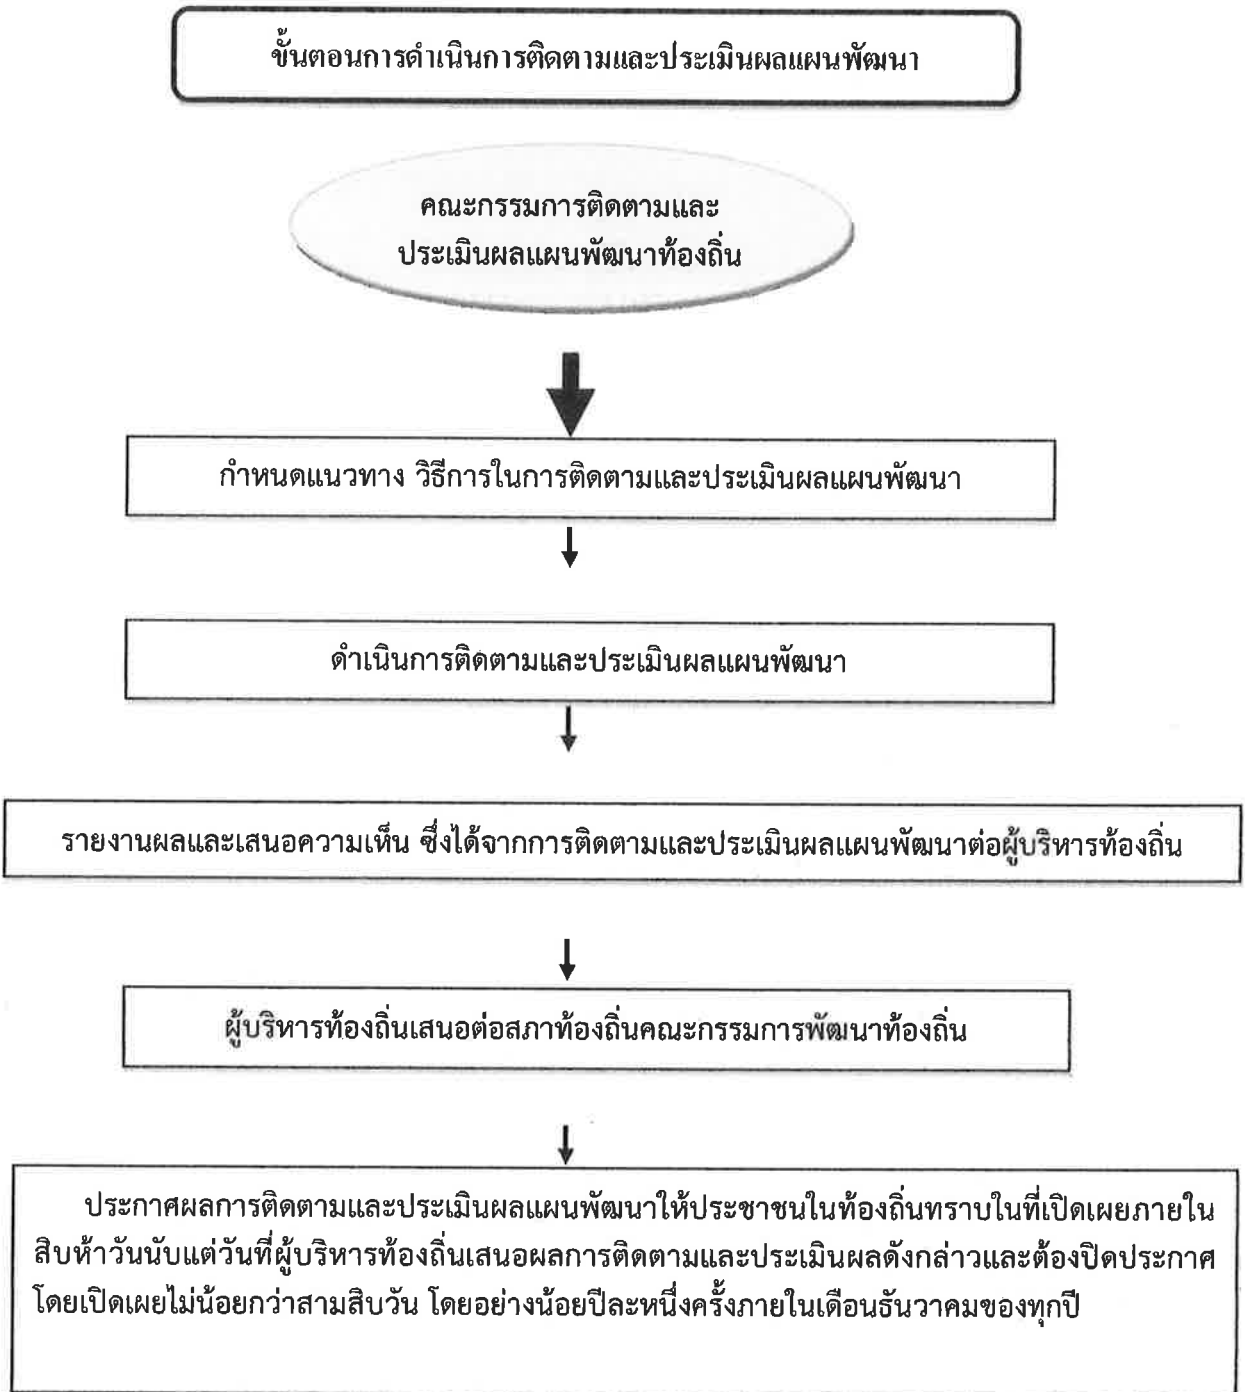 ขั้นตอนการดำเนินการติดตามและประเมินผลแผนพัฒนา
คณะกรรมการติดตามและ
ประเมินผลแผนพัฒนาท้องถิ่น
กำหนดแนวทาง วิธีการในการติดตามและประเมินผลแผนพัฒนา
ดำเนินการติดตามและประเมินผลแผนพัฒนา
รายงานผลและเสนอความเห็น ซึ่งได้จากการติดตามและประเมินผลแผนพัฒนาต่อผู้บริหารท้องถิ่น
ผู้บริหารท้องถิ่นเสนอต่อสภาท้องถิ่นคณะกรรมการพัฒนาท้องถิ่น
ประกาศผลการติดตามและประเมินผลแผนพัฒนาให้ประชาชนในท้องถิ่นทราบในที่เปิดเผยภายใน
สิบห้าวันนับแต่วันที่ผู้บริหารท้องถิ่นเสนอผลการติดตามและประเมินผลดังกล่าวและต้องปิดประกาศ
โดยเปิดเผยไม่น้อยกว่าสามสิบวัน โดยอย่างน้อยปีละหนึ่งครั้งภายในเดือนธันวาคมของทุกปี